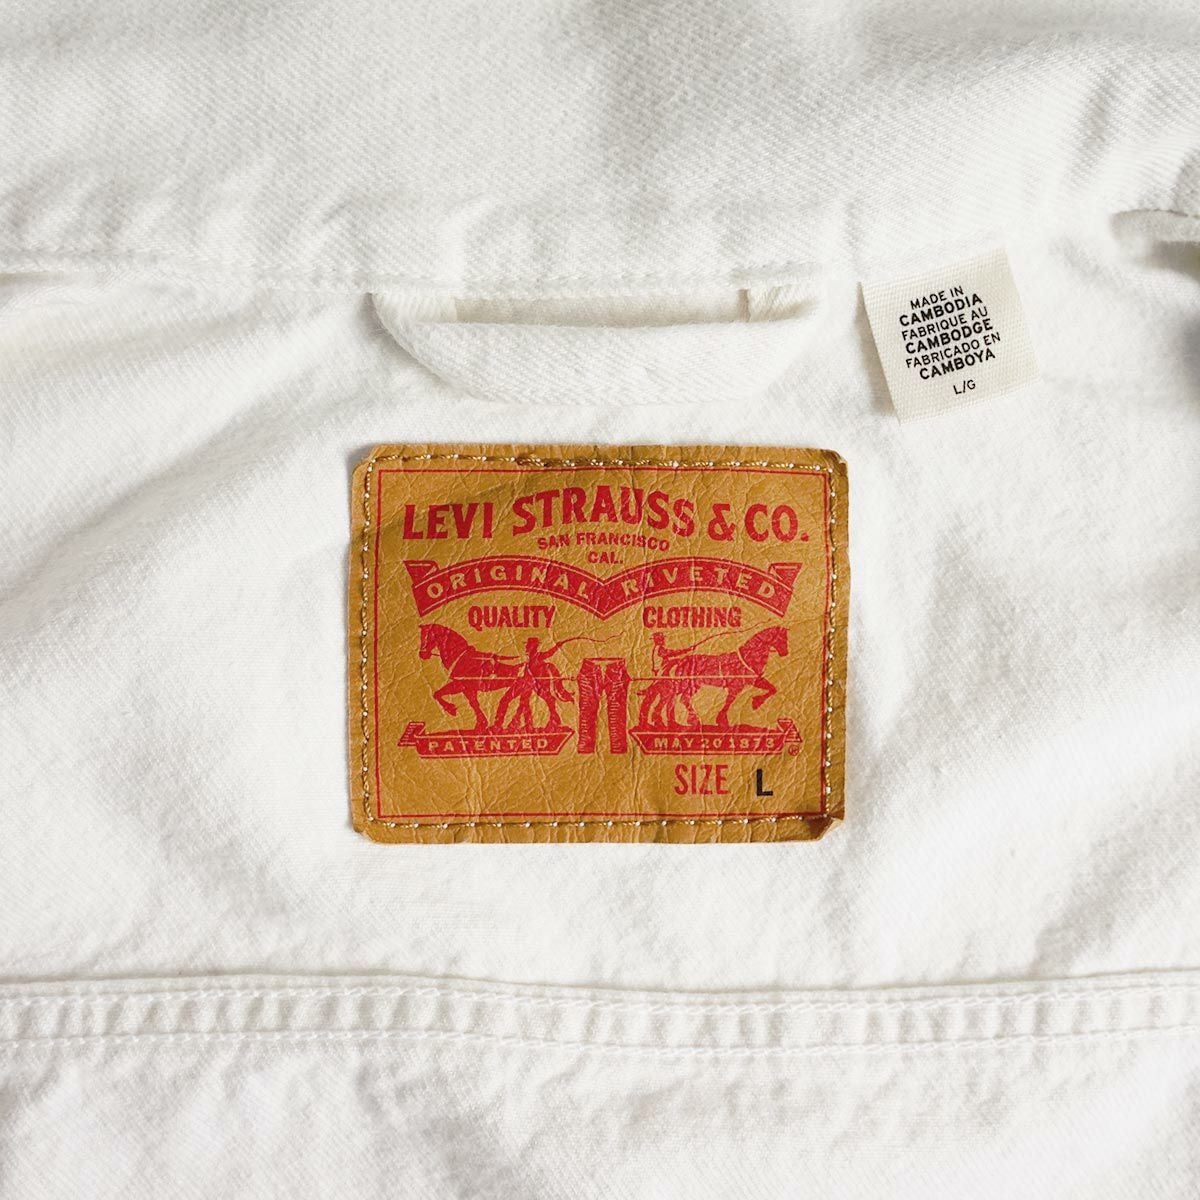 MADE IN
CAMBODIA
FABRIQUE AU
CAMBODGE
FABRICADO EN
CAMBOYA
L/G
LEVI STRAUSS & CO.
SAN FRANCISCO
CAL.
ORIGINAL RIVETED
QUALITY CLOTHING
PATENTED MAY 20 1873 ®
SIZE L